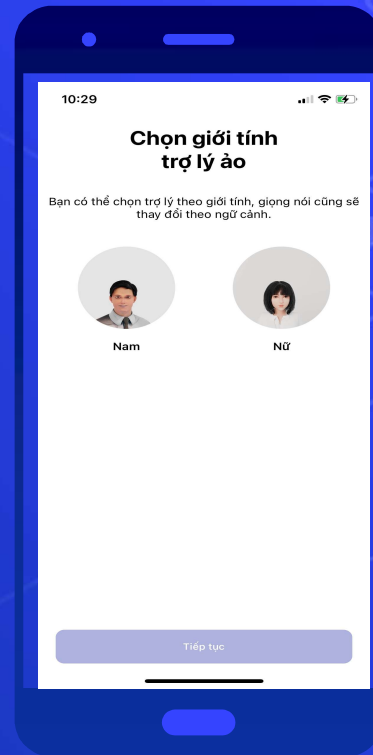 10:29
Chọn giới tính
trợ lý ảo
Bạn có thể chọn trợ lý theo giới tính, giọng nói cũng sẽ
thay đổi theo ngữ cảnh.
Nam
Nữ
Tiếp tục